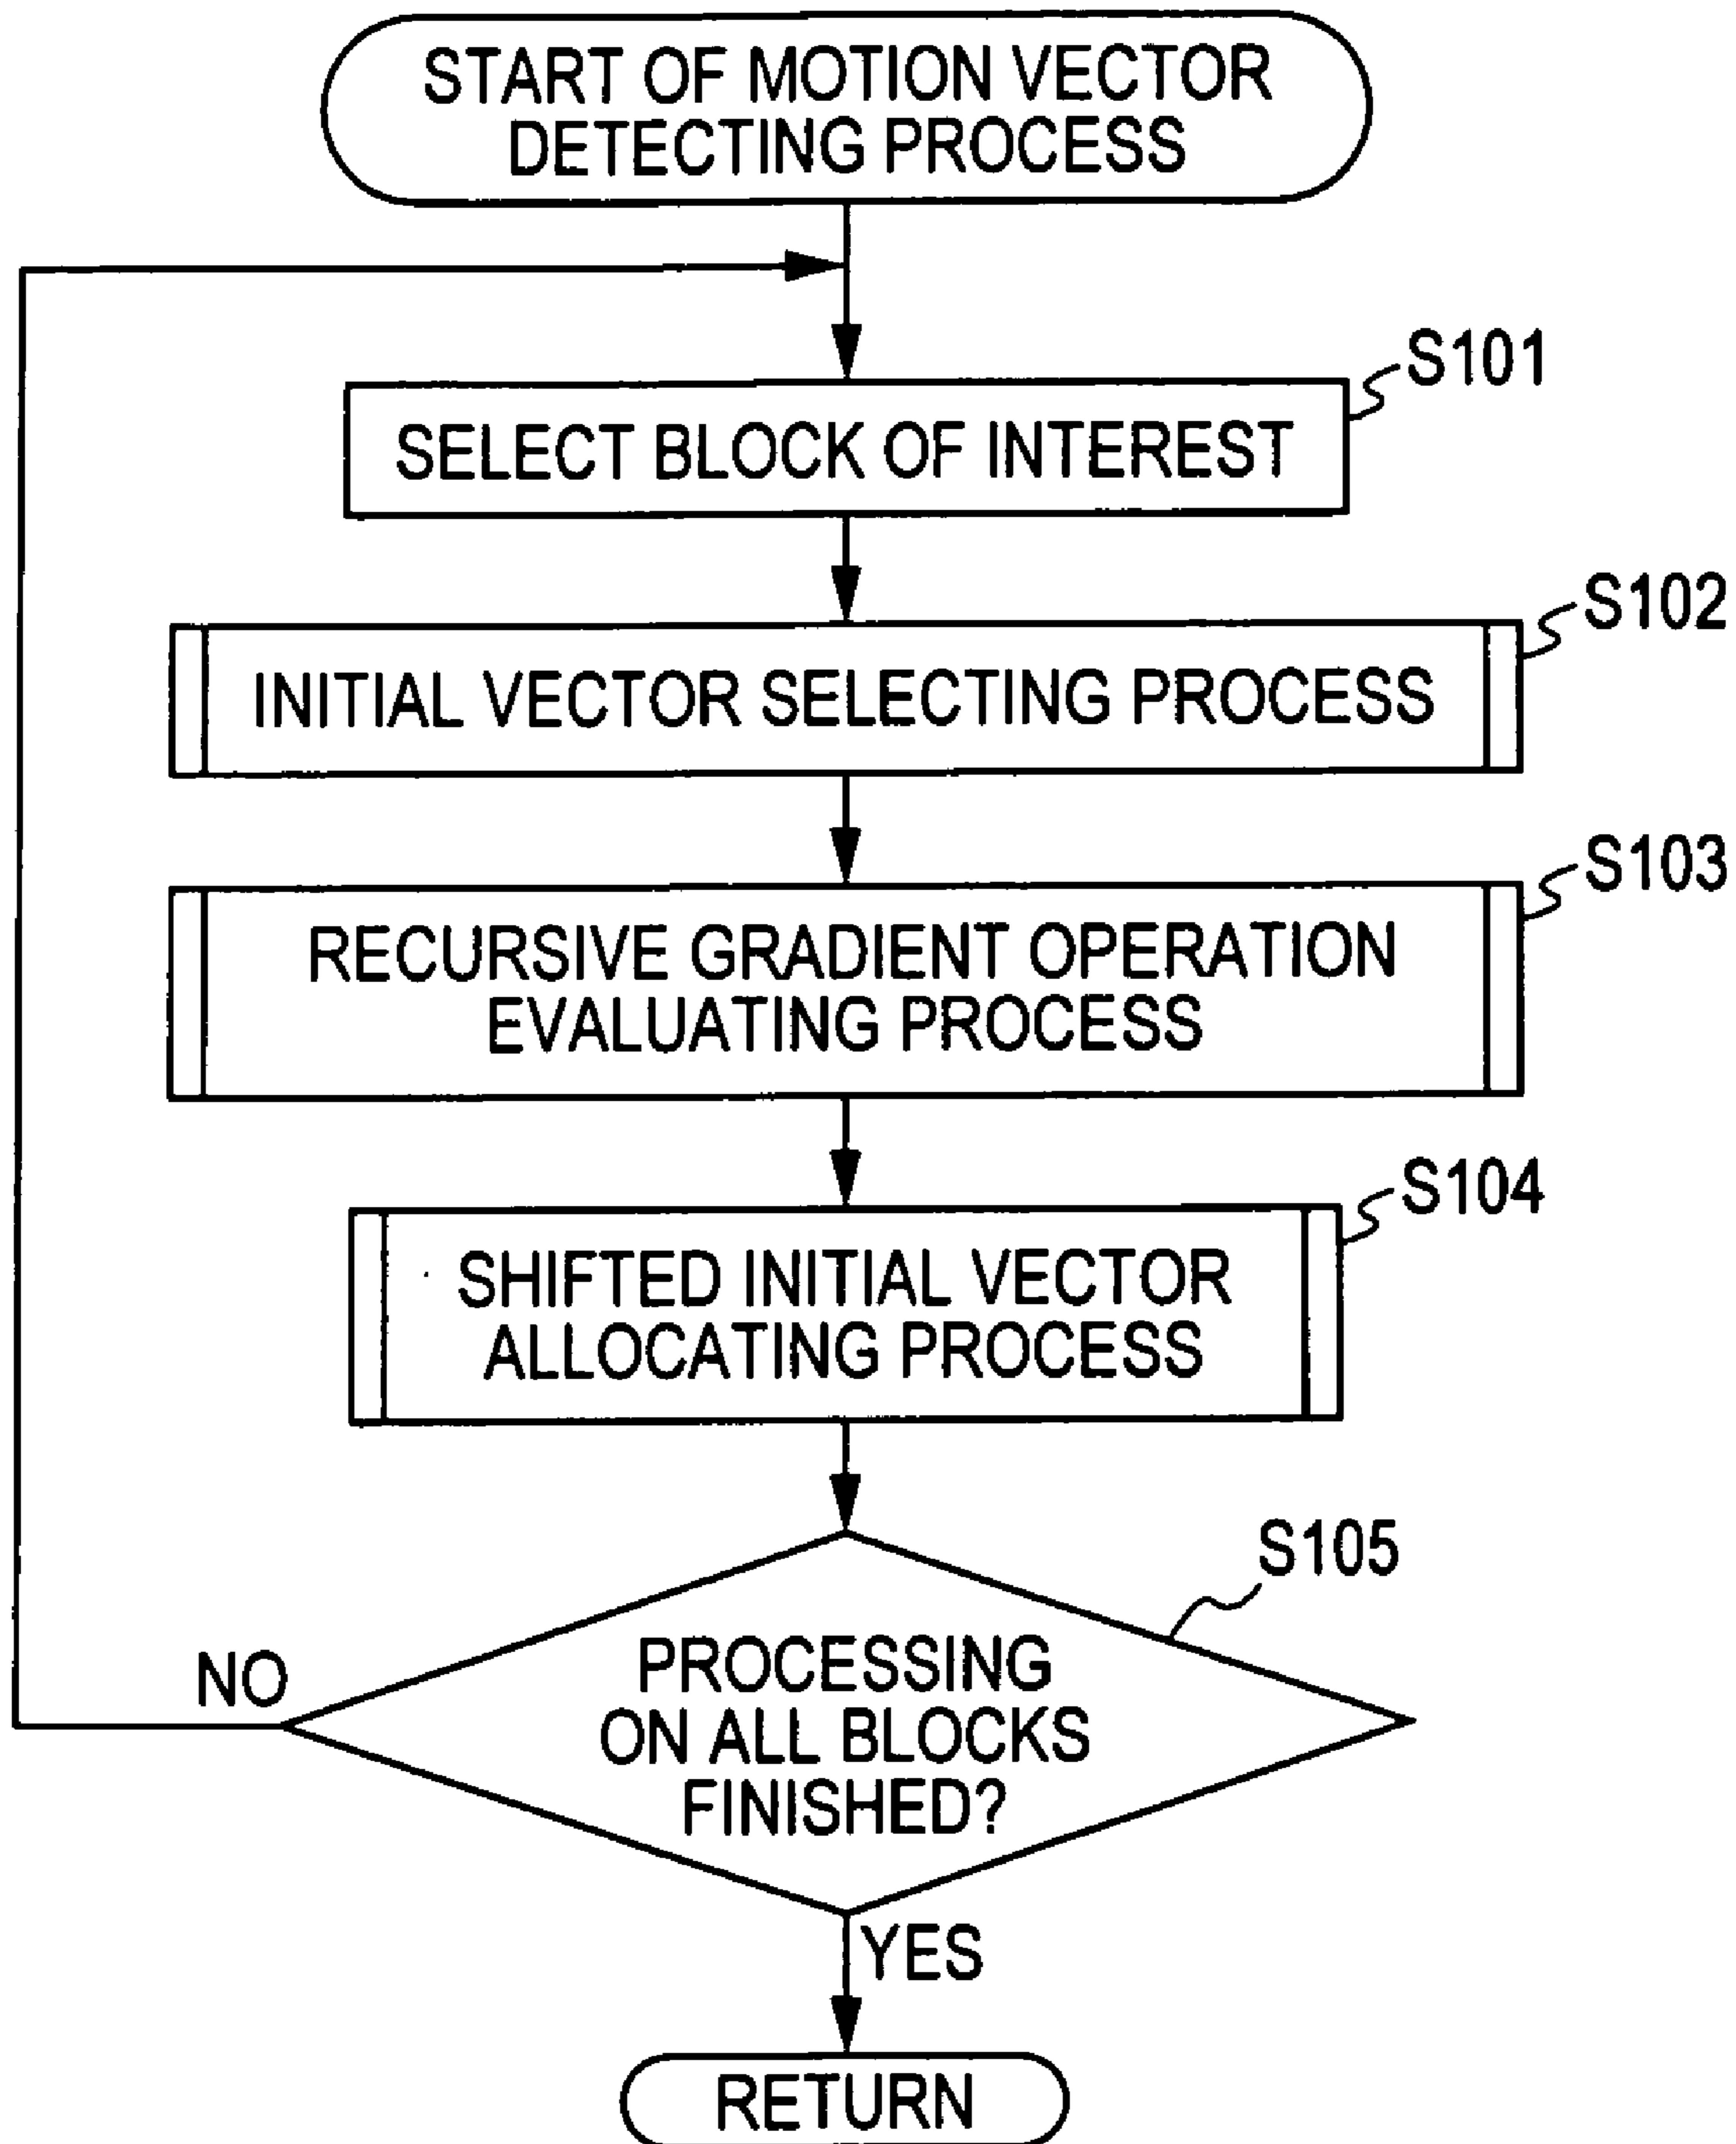 START OF MOTION VECTOR
DETECTING PROCESS
S101
SELECT BLOCK OF INTEREST
S102
INITIAL VECTOR SELECTING PROCESS
S103
RECURSIVE GRADIENT OPERATION
EVALUATING PROCESS
S104
SHIFTED INITIAL VECTOR
ALLOCATING PROCESS
S105
PROCESSING
ON ALL BLOCKS
FINISHED?
NO
YES
RETURN